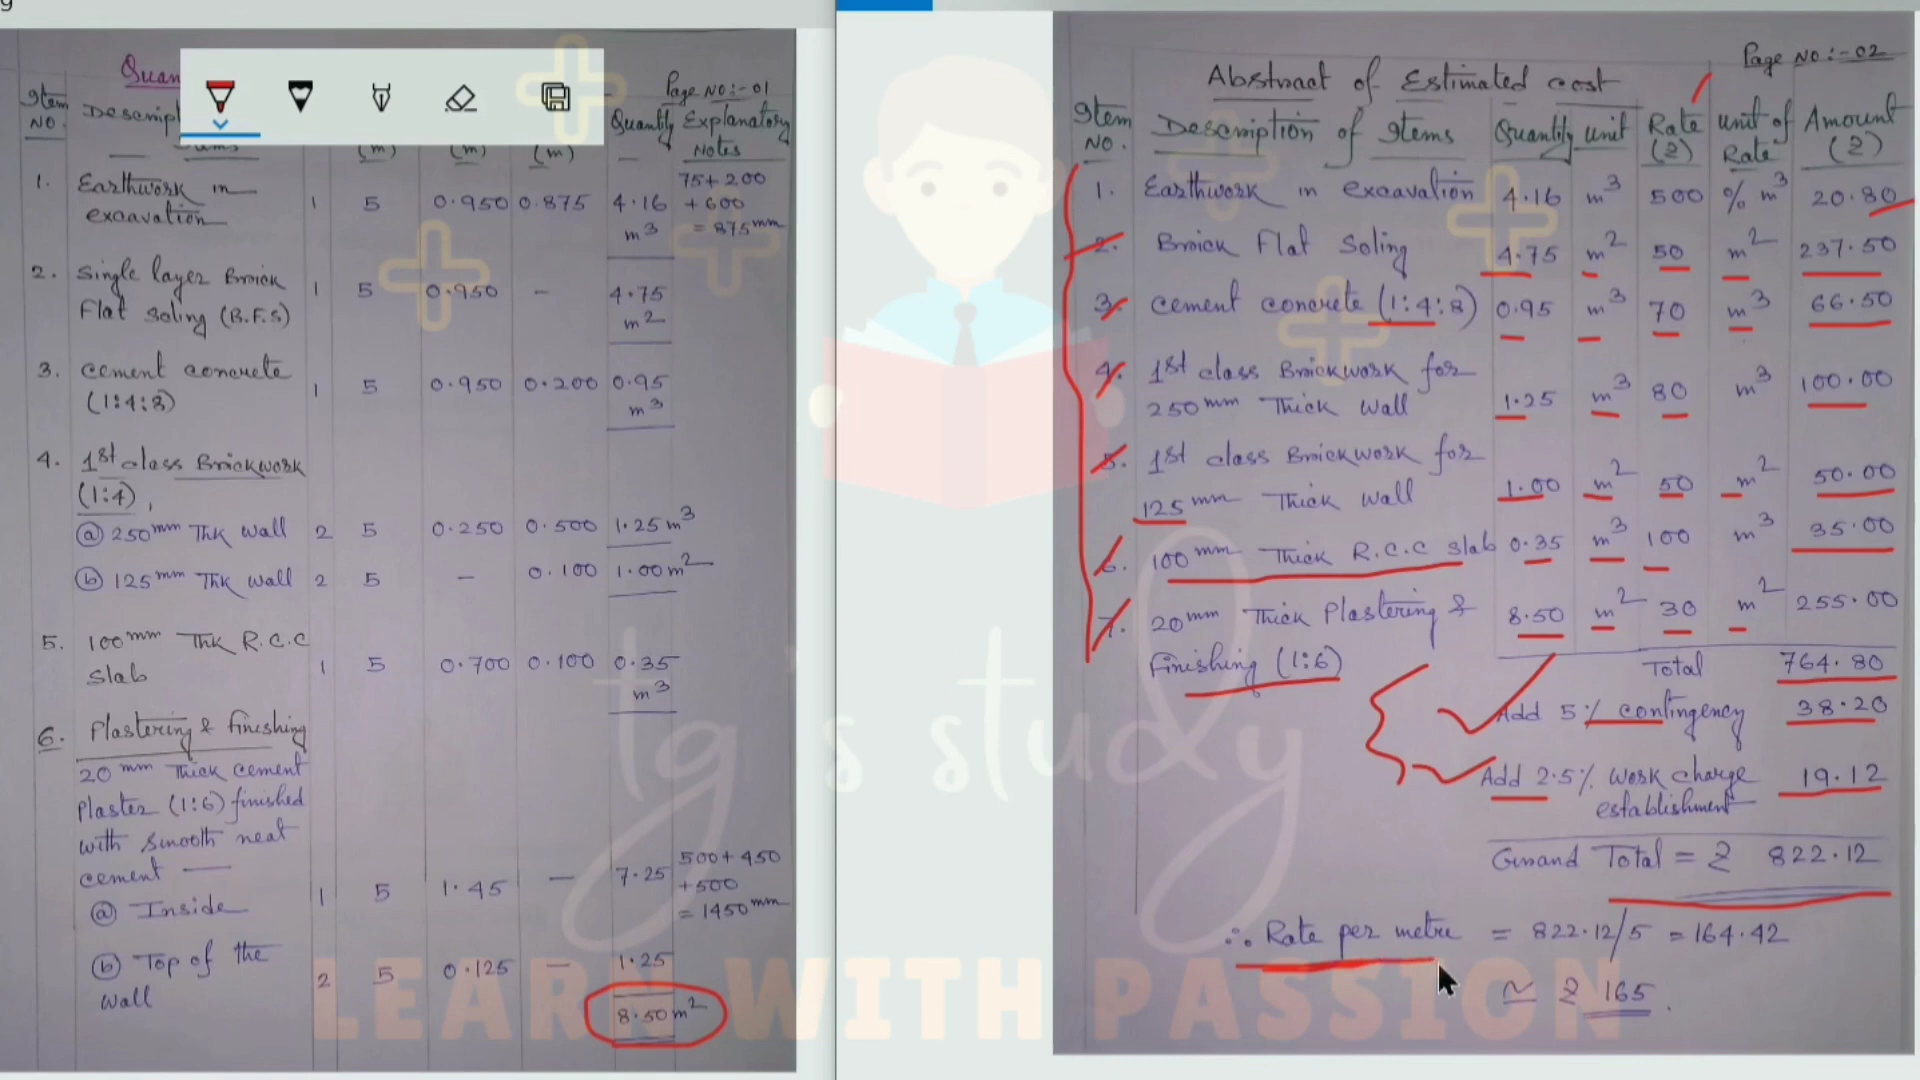 Quan
Page No:-01
Item No.
Descrip
Items
(m)
(m)
(m)
Quantity
Explanatory Notes
1. Earthwork in excavation 1 5 0.950 0.875 4.16 m³
75+200
+600
= 875mm
2. Single layer Brick 1 5 0.950 — 4.75
Flat Soling (B.F.S) m²
3. Cement concrete 1 5 0.950 0.200 0.95
(1:4:8) m³
4. 1st class Brickwork
(1:4),
ⓐ 250mm Thk wall 2 5 0.250 0.500 1.25 m³
ⓑ 125mm Thk wall 2 5 — 0.100 1.00 m²
5. 100mm Thk R.C.C
Slab 1 5 0.700 0.100 0.35
m³
6. Plastering & finishing
20 mm Thick cement
Plaster (1:6) finished
with smooth neat
cement —
ⓐ Inside 1 5 1.45 — 7.25
500+450
+500
= 1450mm
ⓑ Top of the 2 5 0.125 — 1.25
wall
8.50 m²
Page No:-02
Abstract of Estimated cost
Item No. Description of Items Quantity unit Rate (₹) unit of Rate Amount (₹)
1. Earthwork in excavation 4.16 m³ 500 % m³ 20.80
2. Brick Flat Soling 4.75 m² 50 m² 237.50
3. cement concrete (1:4:8) 0.95 m³ 70 m³ 66.50
4. 1st class Brickwork for
250mm Thick wall 1.25 m³ 80 m³ 100.00
5. 1st class Brickwork for
125mm Thick wall 1.00 m² 50 m² 50.00
6. 100mm Thick R.C.C Slab 0.35 m³ 100 m³ 35.00
7. 20mm Thick Plastering & 8.50 m² 30 m² 255.00
Finishing (1:6)
Total 764.80
Add 5% contingency 38.20
Add 2.5% work charge 19.12
establishment
Grand Total = ₹ 822.12
∴ Rate per metre = 822.12/5 = 164.42
≃ ₹ 165.
tg's study
LEARN WITH PASSION